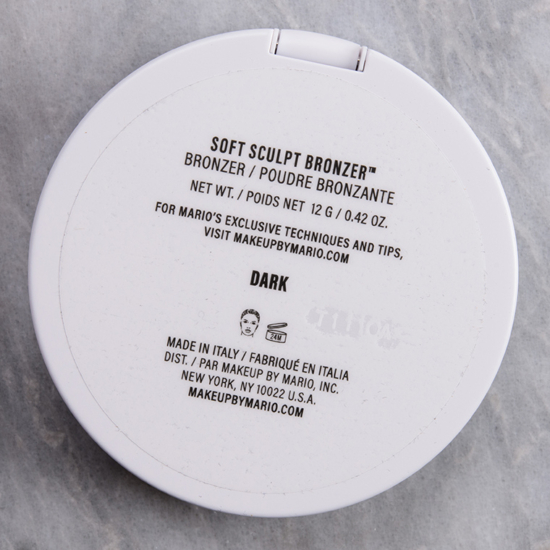 SOFT SCULPT BRONZER™
BRONZER / POUDRE BRONZANTE
NET WT. / POIDS NET 12 G / 0.42 OZ.
FOR MARIO'S EXCLUSIVE TECHNIQUES AND TIPS,
VISIT MAKEUPBYMARIO.COM
DARK
24M
MADE IN ITALY / FABRIQUÉ EN ITALIA
DIST. / PAR MAKEUP BY MARIO, INC.
NEW YORK, NY 10022 U.S.A.
MAKEUPBYMARIO.COM